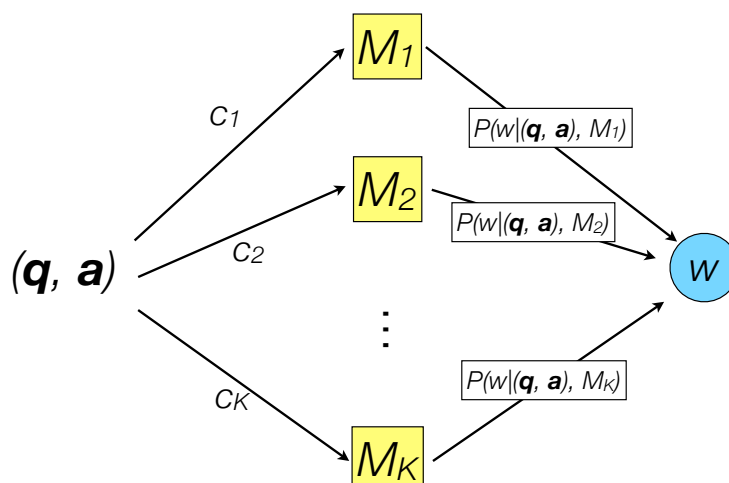 M1
C1
P(w|(q, a), M1)
M2
C2
P(w|(q, a), M2)
(q, a)
w
⋮
P(w|(q, a), MK)
CK
MK